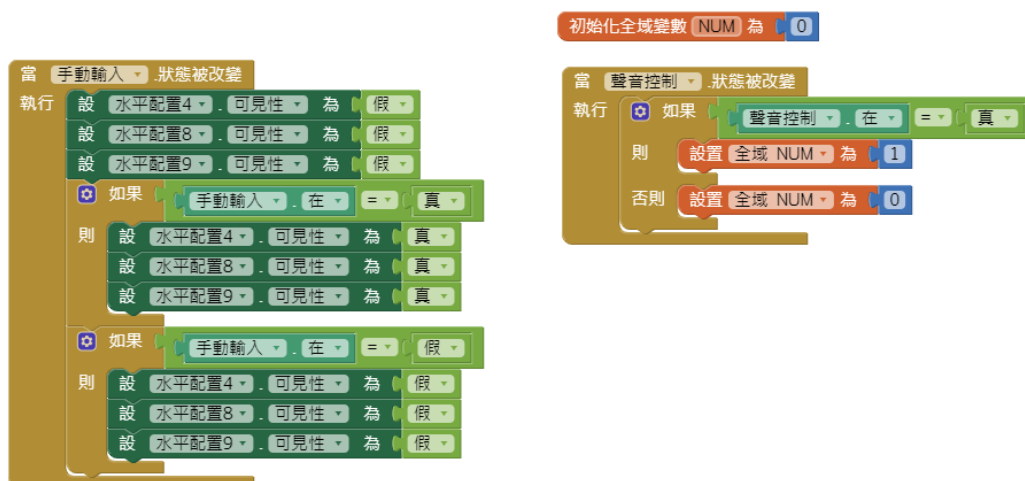 當 手動輸入 .狀態被改變
執行 設 水平配置4 . 可見性 為 假
設 水平配置8 . 可見性 為 假
設 水平配置9 . 可見性 為 假
如果 手動輸入 . 在 = 真
則 設 水平配置4 . 可見性 為 真
設 水平配置8 . 可見性 為 真
設 水平配置9 . 可見性 為 真
如果 手動輸入 . 在 = 假
則 設 水平配置4 . 可見性 為 假
設 水平配置8 . 可見性 為 假
設 水平配置9 . 可見性 為 假
初始化全域變數 NUM 為 0
當 聲音控制 .狀態被改變
執行 如果 聲音控制 . 在 = 真
則 設置 全域 NUM 為 1
否則 設置 全域 NUM 為 0